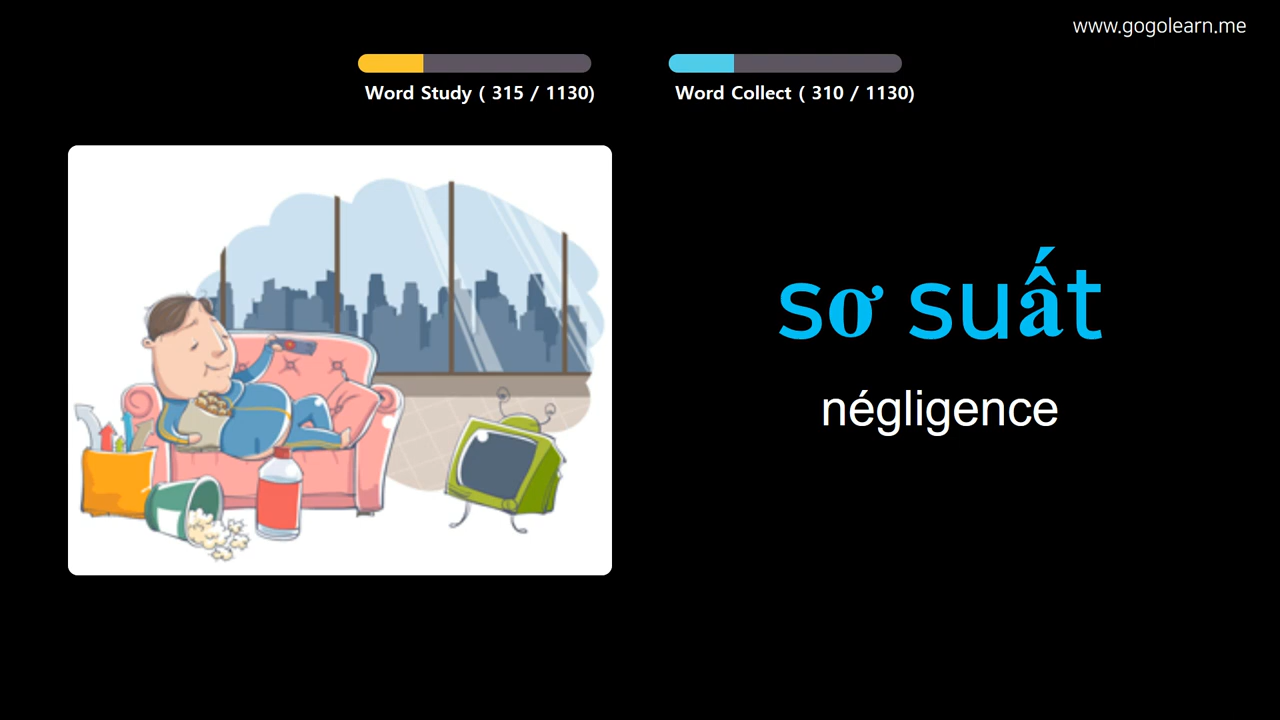 www.gogolearn.me
Word Study ( 315 / 1130)
Word Collect ( 310 / 1130)
sơ suất
négligence